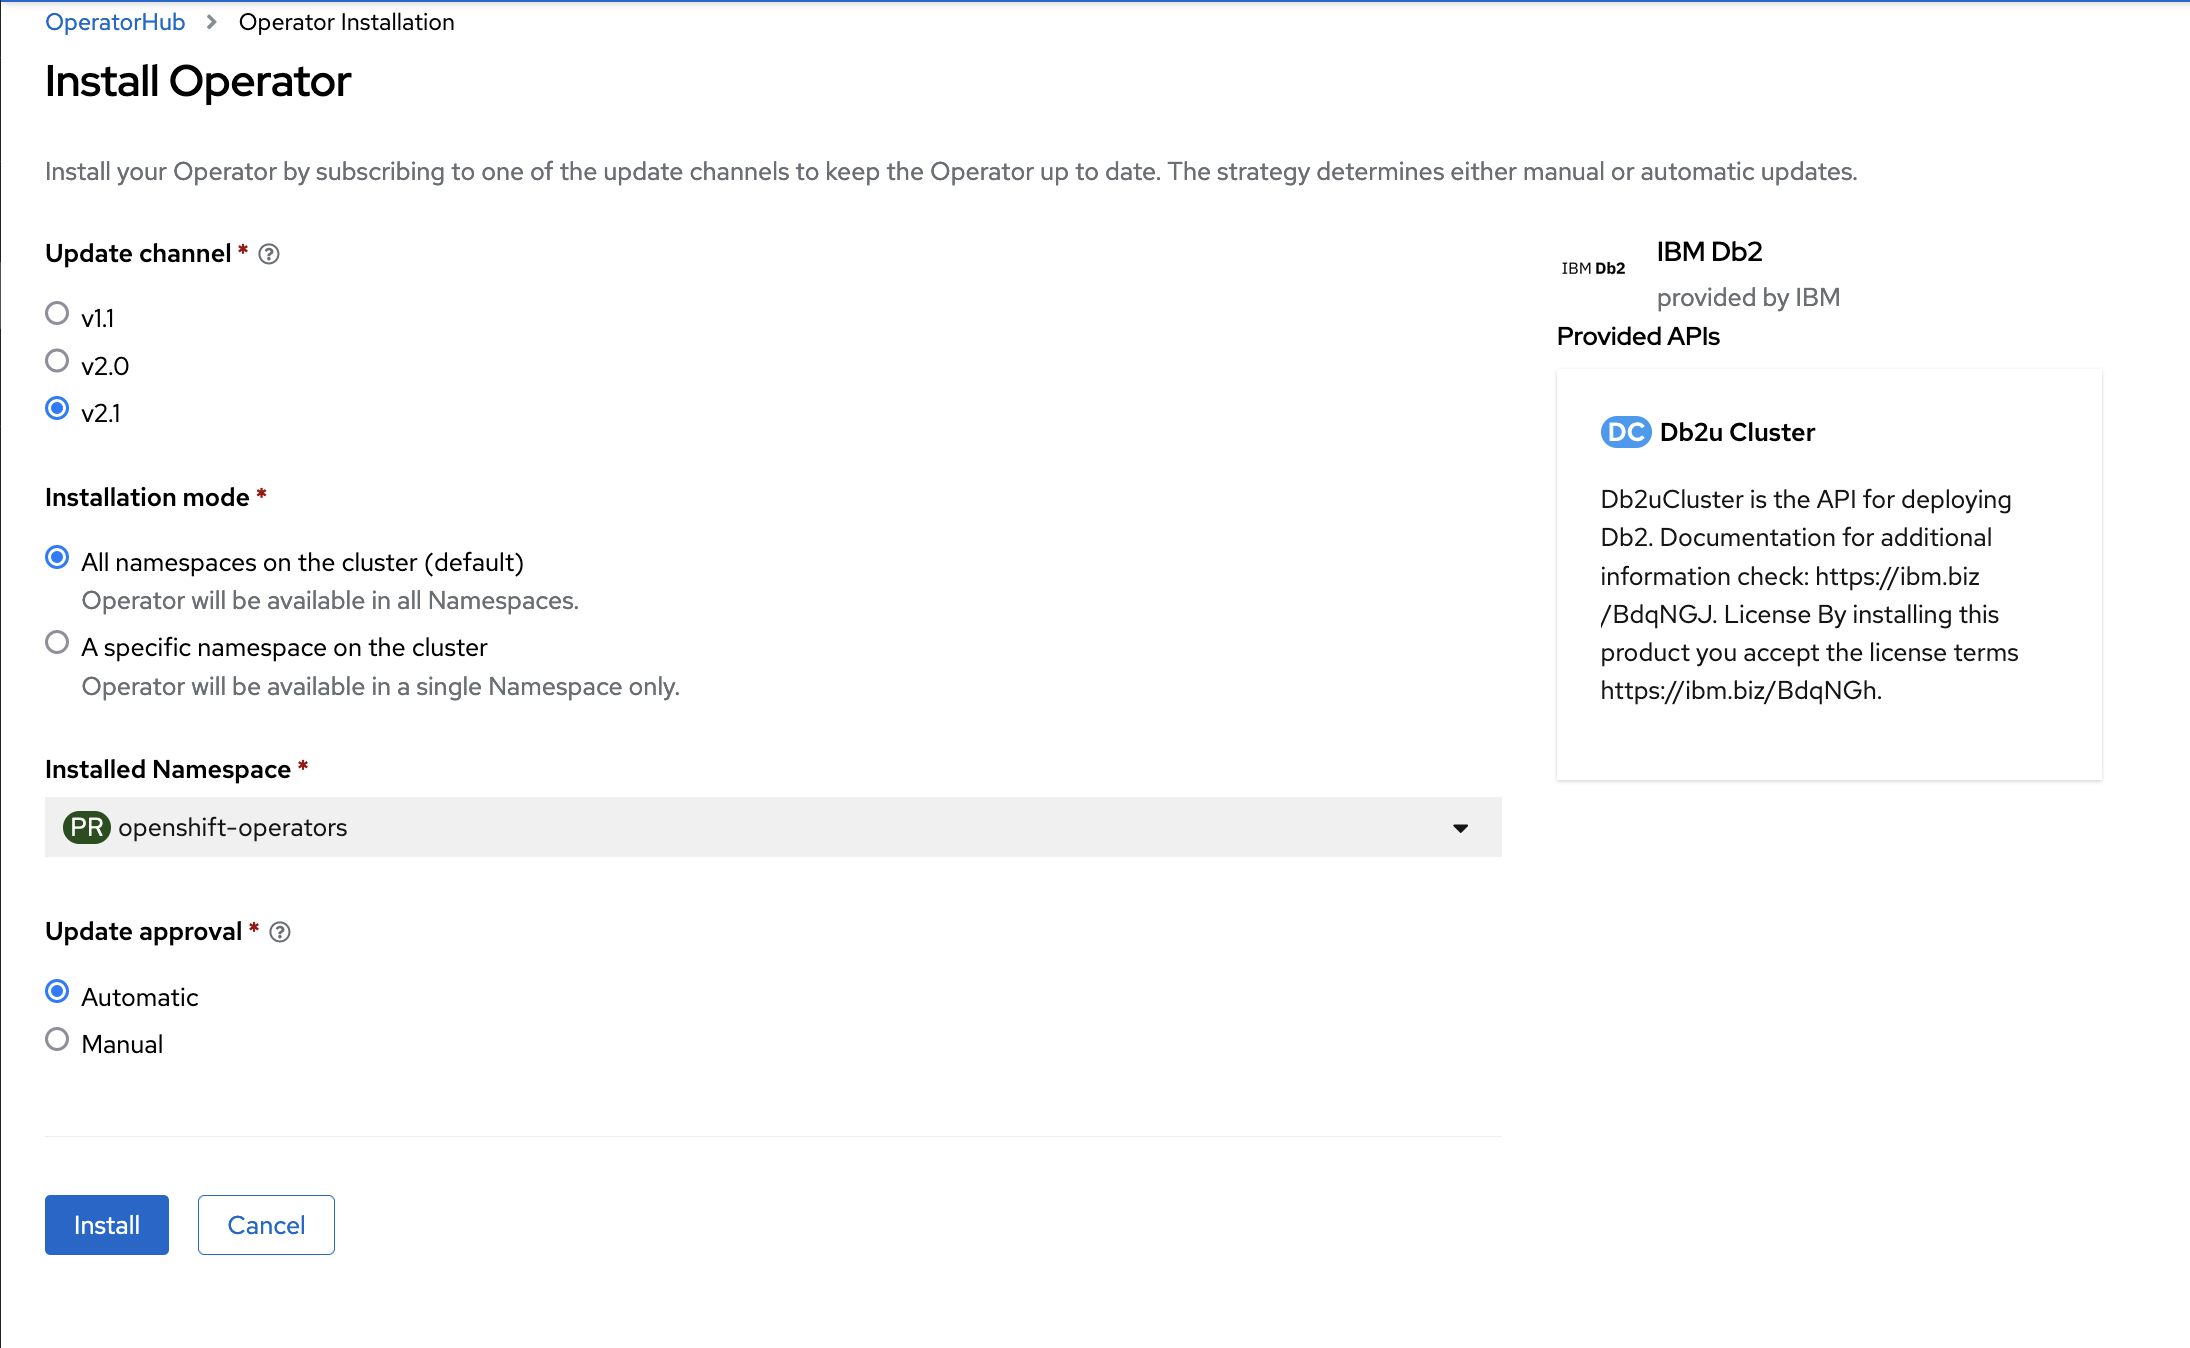 OperatorHub > Operator Installation
Install Operator
Install your Operator by subscribing to one of the update channels to keep the Operator up to date. The strategy determines either manual or automatic updates.
Update channel *
v1.1
v2.0
v2.1
Installation mode *
All namespaces on the cluster (default)
Operator will be available in all Namespaces.
A specific namespace on the cluster
Operator will be available in a single Namespace only.
Installed Namespace *
PR openshift-operators
Update approval *
Automatic
Manual
Install Cancel
IBM Db2
IBM Db2
provided by IBM
Provided APIs
DC Db2u Cluster
Db2uCluster is the API for deploying
Db2. Documentation for additional
information check: https://ibm.biz
/BdqNGJ. License By installing this
product you accept the license terms
https://ibm.biz/BdqNGh.